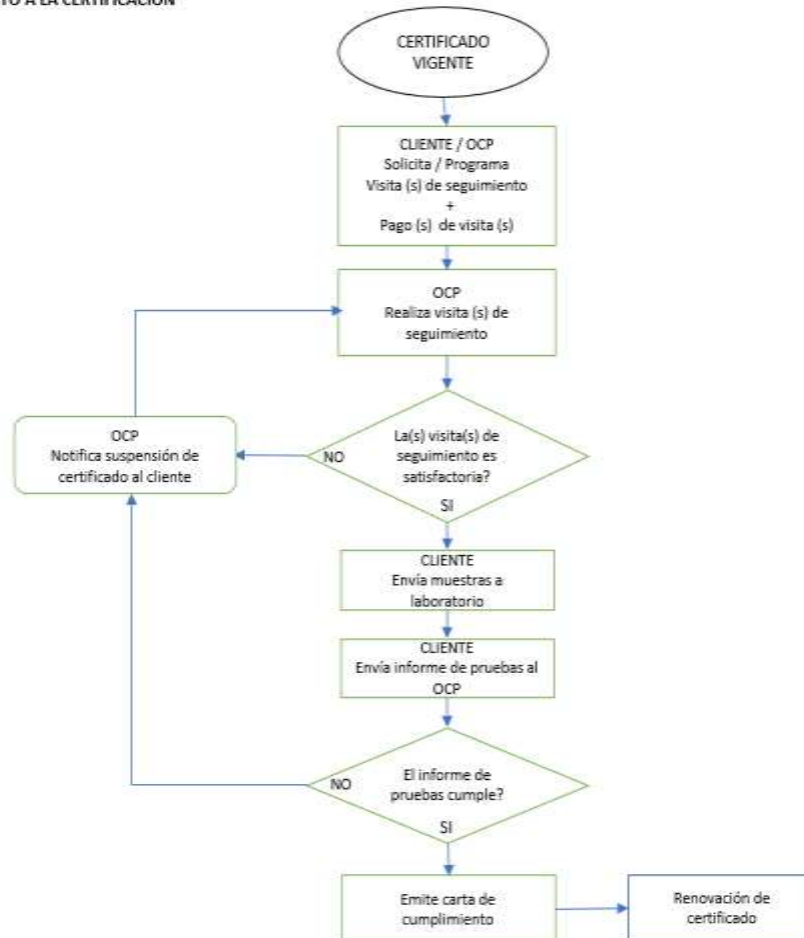 TO A LA CERTIFICACIÓN
CERTIFICADO
VIGENTE
CLIENTE / OCP
Solicita / Programa
Visita (s) de seguimiento
+
Pago (s) de visita (s)
OCP
Realiza visita (s) de
seguimiento
La(s) visita(s) de
seguimiento es
satisfactoria?
NO
SI
OCP
Notifica suspensión de
certificado al cliente
CLIENTE
Envía muestras a
laboratorio
CLIENTE
Envía informe de pruebas al
OCP
El informe de
pruebas cumple?
NO
SI
Emite carta de
cumplimiento
Renovación de
certificado